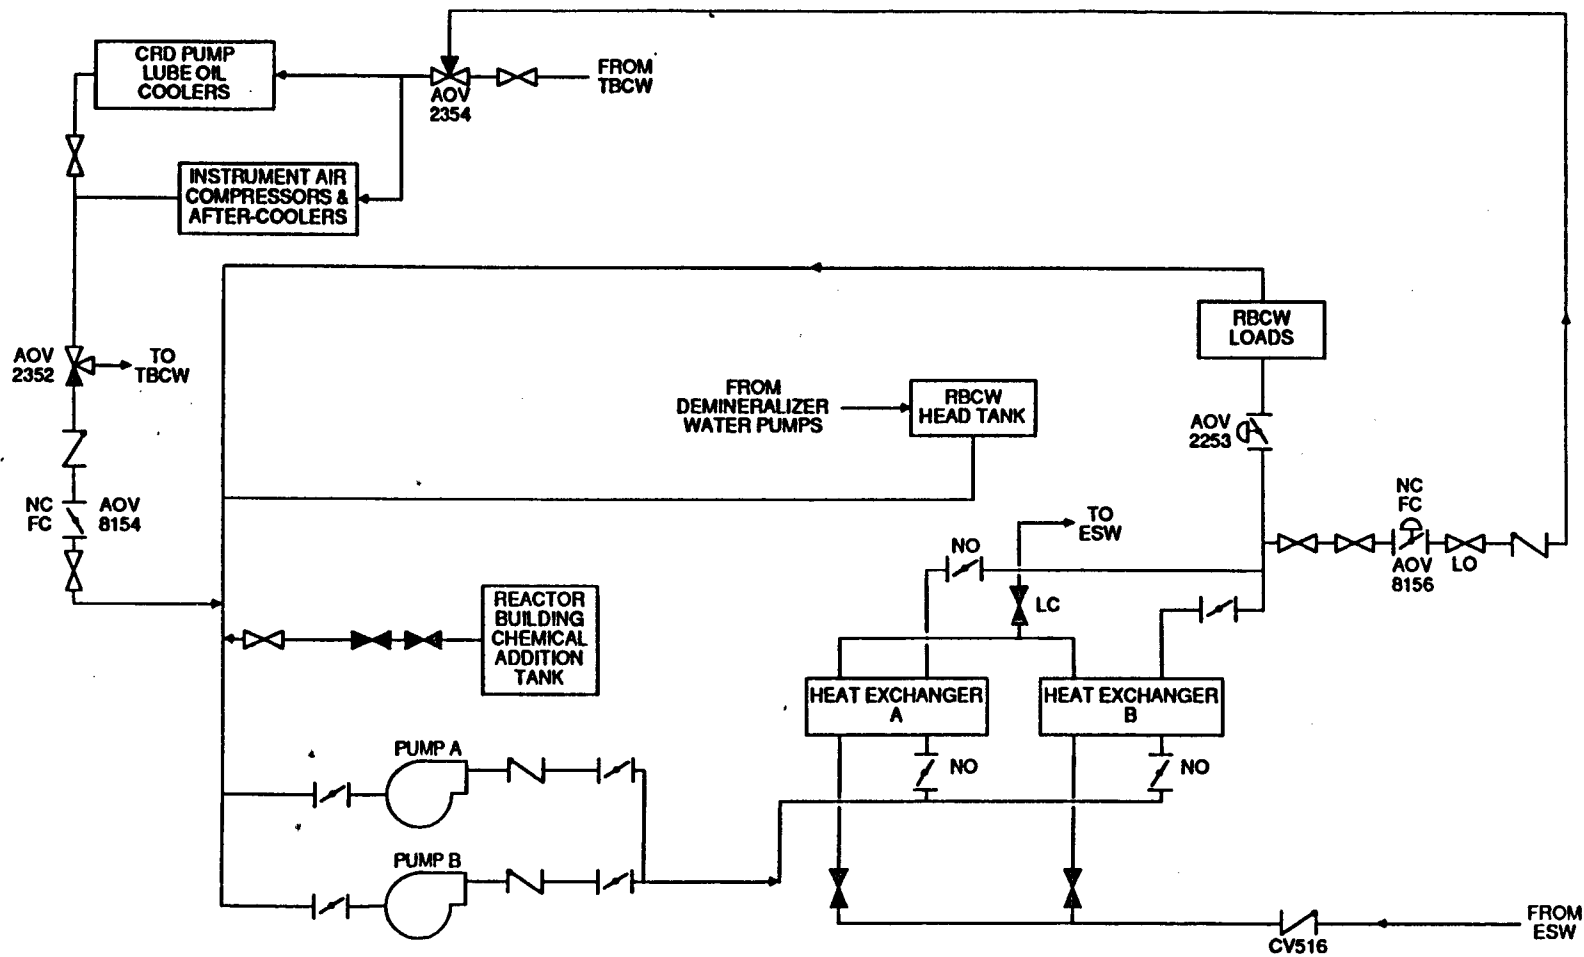 CRD PUMP
LUBE OIL
COOLERS
AOV
2354
FROM
TBCW
INSTRUMENT AIR
COMPRESSORS &
AFTER-COOLERS
RBCW
LOADS
AOV
2352
TO
TBCW
FROM
DEMINERALIZER
WATER PUMPS
RBCW
HEAD TANK
AOV
2253
NC
FC
AOV
8154
NC
FC
AOV
8156
LO
TO
ESW
NO
LC
REACTOR
BUILDING
CHEMICAL
ADDITION
TANK
HEAT EXCHANGER
A
HEAT EXCHANGER
B
NO
NO
PUMP A
PUMP B
CV516
FROM
ESW